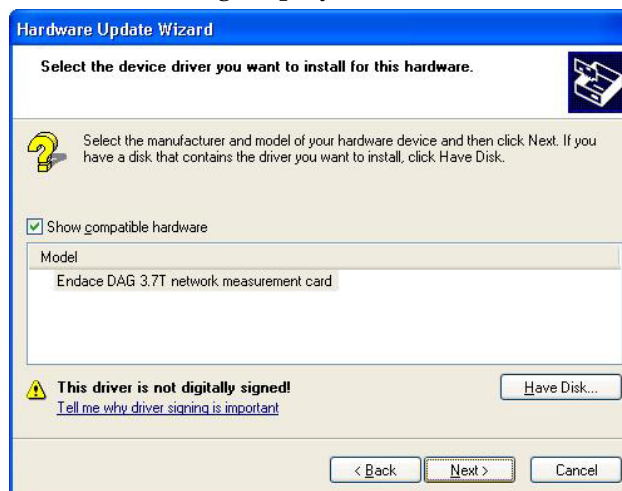 Hardware Update Wizard
Select the device driver you want to install for this hardware.
Select the manufacturer and model of your hardware device and then click Next. If you
have a disk that contains the driver you want to install, click Have Disk.
Show compatible hardware
Model
Endace DAG 3.7T network measurement card
This driver is not digitally signed!
Have Disk...
Tell me why driver signing is important
< Back
Next >
Cancel